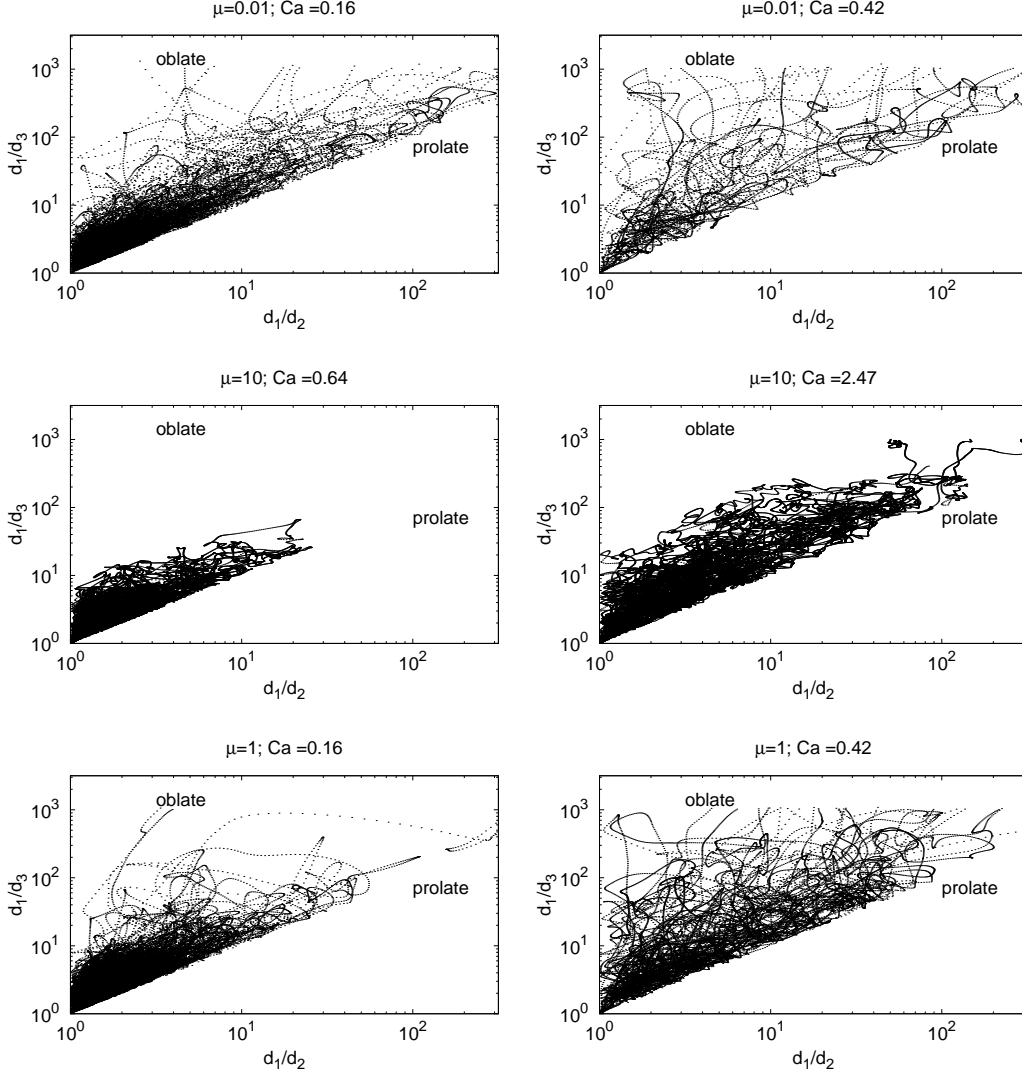 μ=0.01; Ca =0.16
oblate
prolate
d1/d3
10^3
10^2
10^1
10^0
10^0
10^1
10^2
d1/d2
μ=0.01; Ca =0.42
oblate
prolate
d1/d3
10^3
10^2
10^1
10^0
10^0
10^1
10^2
d1/d2
μ=10; Ca =0.64
oblate
prolate
d1/d3
10^3
10^2
10^1
10^0
10^0
10^1
10^2
d1/d2
μ=10; Ca =2.47
oblate
prolate
d1/d3
10^3
10^2
10^1
10^0
10^0
10^1
10^2
d1/d2
μ=1; Ca =0.16
oblate
prolate
d1/d3
10^3
10^2
10^1
10^0
10^0
10^1
10^2
d1/d2
μ=1; Ca =0.42
oblate
prolate
d1/d3
10^3
10^2
10^1
10^0
10^0
10^1
10^2
d1/d2